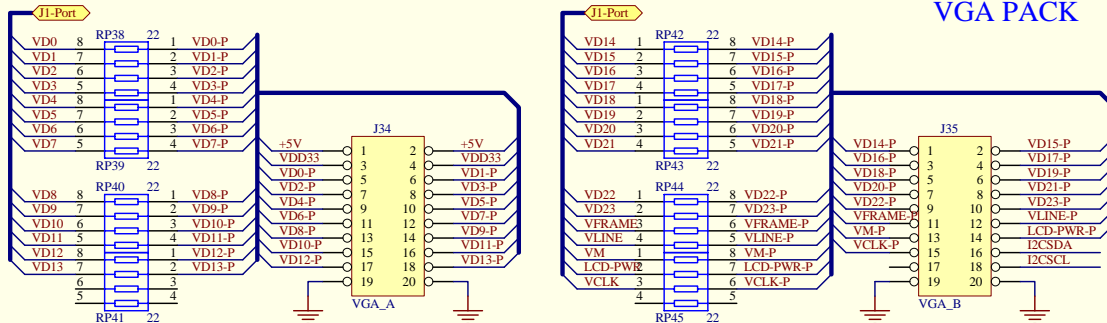 VGA PACK
J1-Port
RP38 22
VD0 8 1 VD0-P
VD1 7 2 VD1-P
VD2 6 3 VD2-P
VD3 5 4 VD3-P
VD4 8 1 VD4-P
VD5 7 2 VD5-P
VD6 6 3 VD6-P
VD7 5 4 VD7-P
RP39 22
RP40 22
VD8 8 1 VD8-P
VD9 7 2 VD9-P
VD10 6 3 VD10-P
VD11 5 4 VD11-P
VD12 8 1 VD12-P
VD13 7 2 VD13-P
6 3
5 4
RP41 22
J34
+5V 1 2 +5V
VDD33 3 4 VDD33
VD0-P 5 6 VD1-P
VD2-P 7 8 VD3-P
VD4-P 9 10 VD5-P
VD6-P 11 12 VD7-P
VD8-P 13 14 VD9-P
VD10-P 15 16 VD11-P
VD12-P 17 18 VD13-P
19 20
VGA_A
J1-Port
RP42 22
VD14 1 8 VD14-P
VD15 2 7 VD15-P
VD16 3 6 VD16-P
VD17 4 5 VD17-P
VD18 1 8 VD18-P
VD19 2 7 VD19-P
VD20 3 6 VD20-P
VD21 4 5 VD21-P
RP43 22
RP44 22
VD22 1 8 VD22-P
VD23 2 7 VD23-P
VFRAME 3 6 VFRAME-P
VLINE 4 5 VLINE-P
VM 1 8 VM-P
LCD-PWR 2 7 LCD-PWR-P
VCLK 3 6 VCLK-P
4 5
RP45 22
J35
VD14-P 1 2 VD15-P
VD16-P 3 4 VD17-P
VD18-P 5 6 VD19-P
VD20-P 7 8 VD21-P
VD22-P 9 10 VD23-P
VFRAME-P 11 12 VLINE-P
VM-P 13 14 LCD-PWR-P
VCLK-P 15 16 I2CSDA
17 18 I2CSCL
19 20
VGA_B